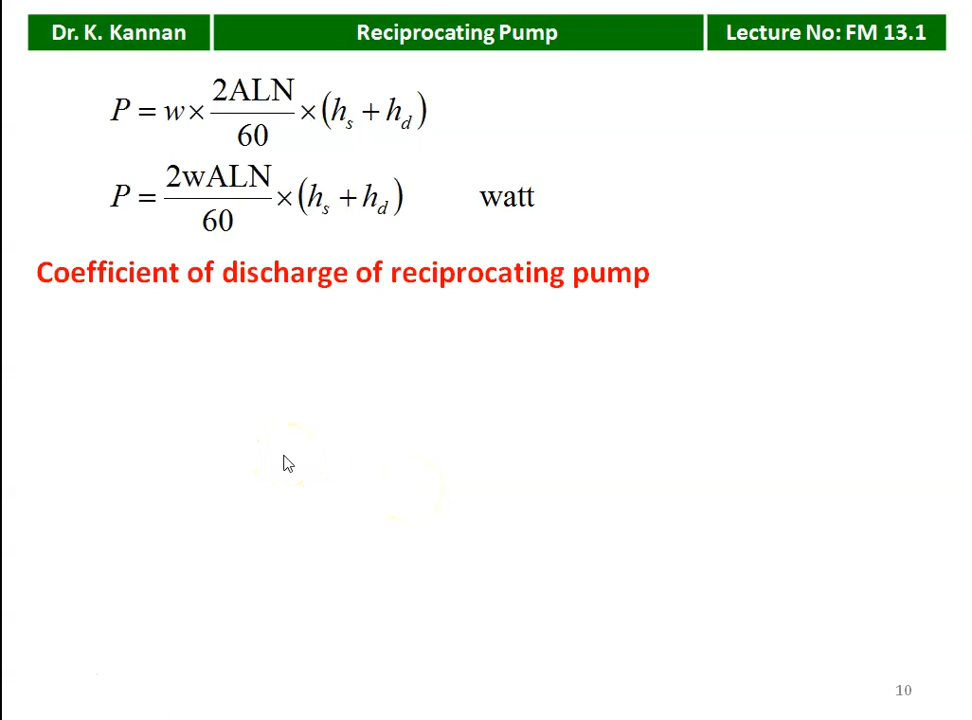 Dr. K. Kannan Reciprocating Pump Lecture No: FM 13.1
P = w × 2ALN/60 × (h_s + h_d)
P = 2wALN/60 × (h_s + h_d) watt
Coefficient of discharge of reciprocating pump
10